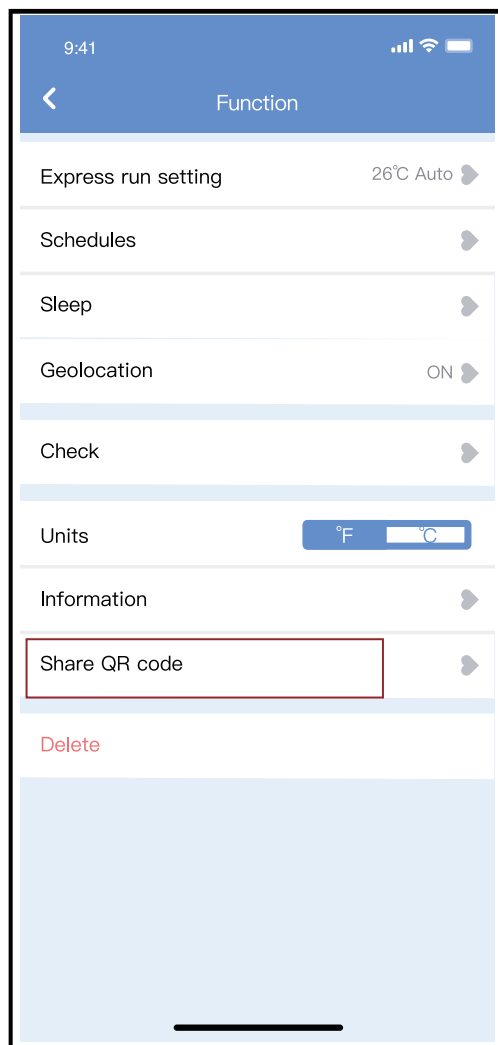 9:41
Function
Express run setting 26℃ Auto
Schedules
Sleep
Geolocation ON
Check
Units °F °C
Information
Share QR code
Delete